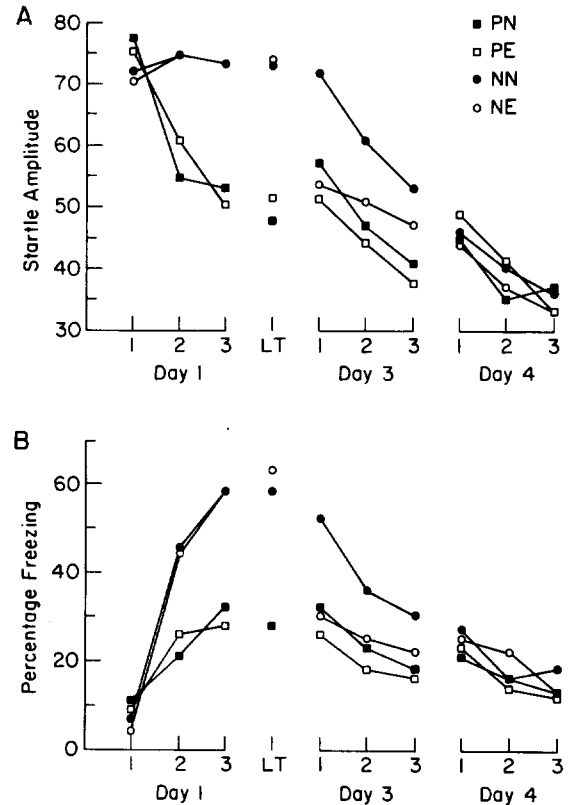 A
80
70
60
50
40
30
Startle Amplitude
PN
PE
NN
NE
1 2 3 LT 1 2 3 1 2 3
Day 1 Day 3 Day 4
B
60
40
20
0
Percentage Freezing
1 2 3 LT 1 2 3 1 2 3
Day 1 Day 3 Day 4